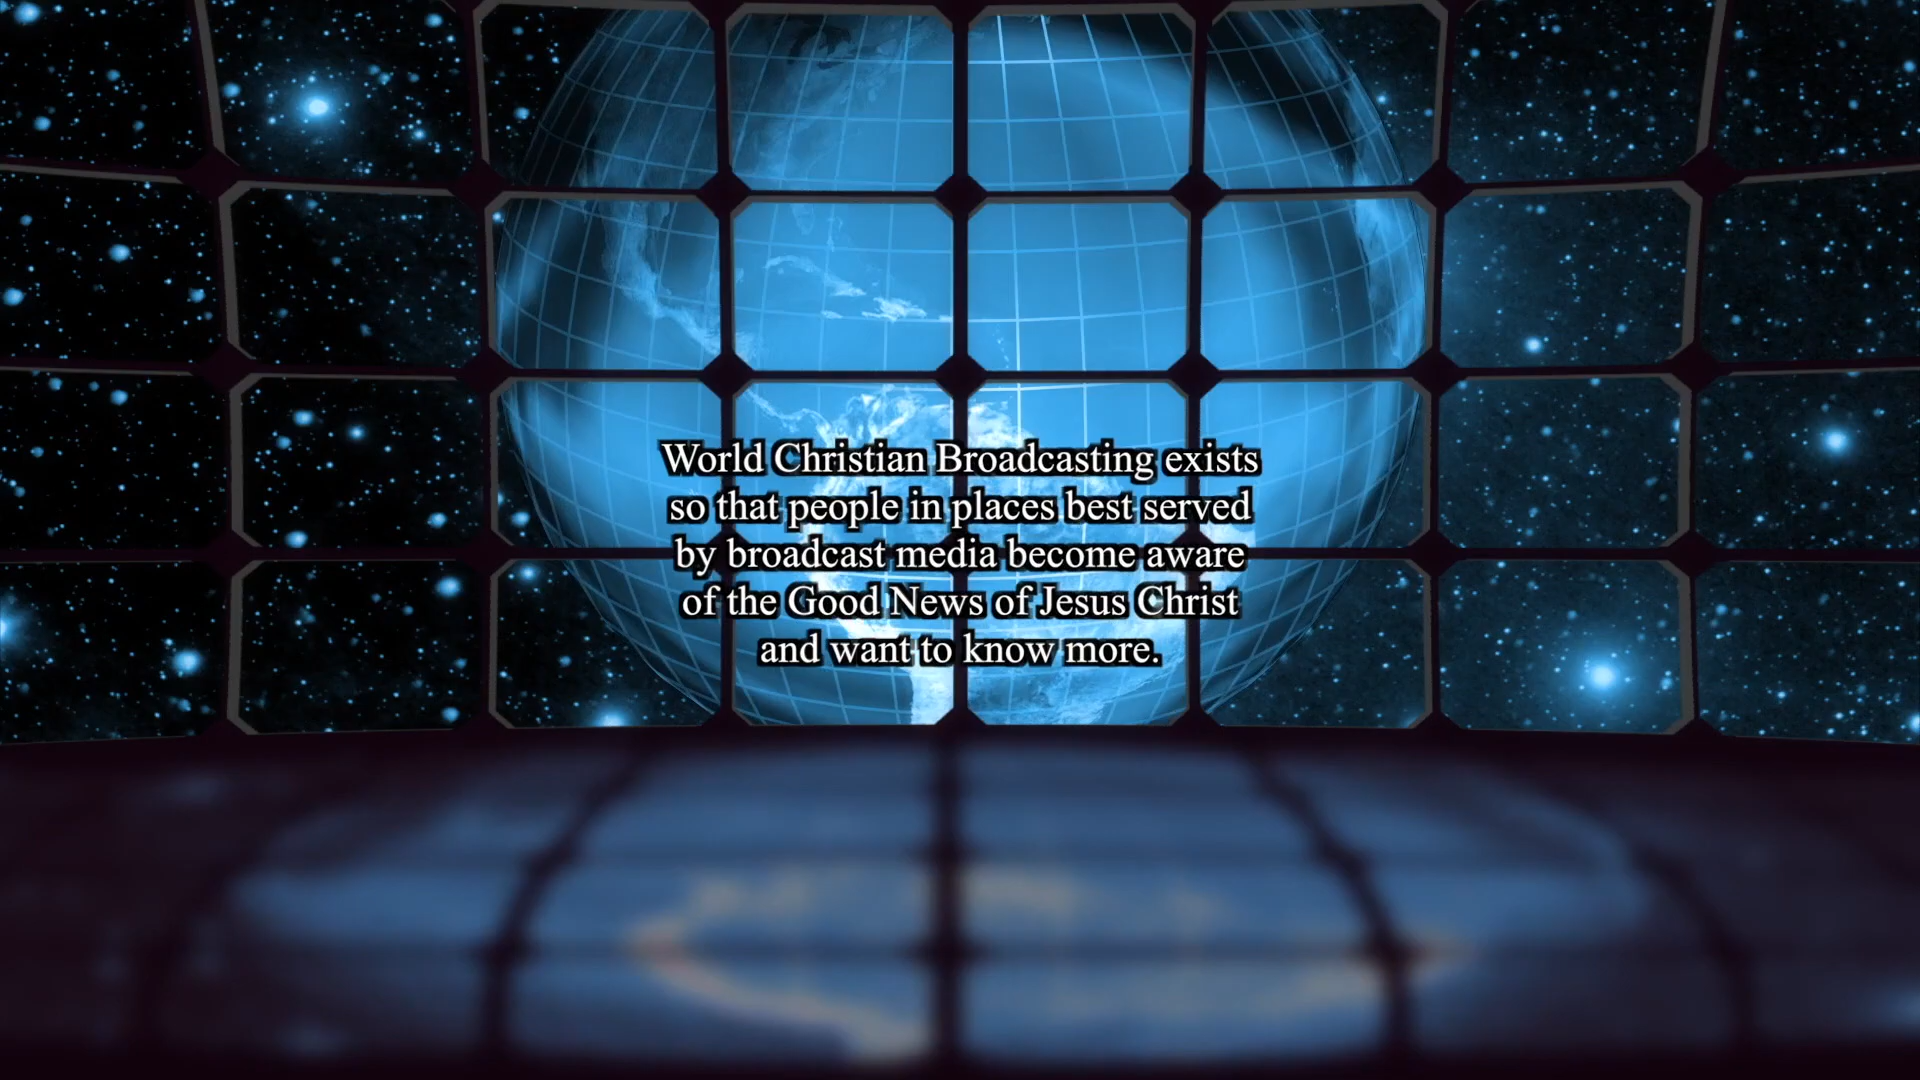 World Christian Broadcasting exists
so that people in places best served
by broadcast media become aware
of the Good News of Jesus Christ
and want to know more.